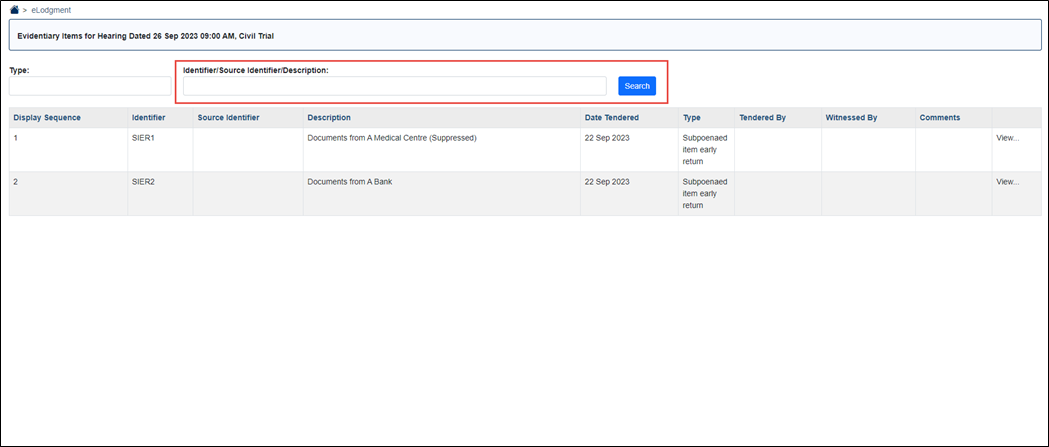 > eLodgment
Evidentiary Items for Hearing Dated 26 Sep 2023 09:00 AM, Civil Trial
Type: Identifier/Source Identifier/Description:
Search
Display Sequence Identifier Source Identifier Description Date Tendered Type Tendered By Witnessed By Comments
1 SIER1 Documents from A Medical Centre (Suppressed) 22 Sep 2023 Subpoenaed View...
item early
return
2 SIER2 Documents from A Bank 22 Sep 2023 Subpoenaed View...
item early
return